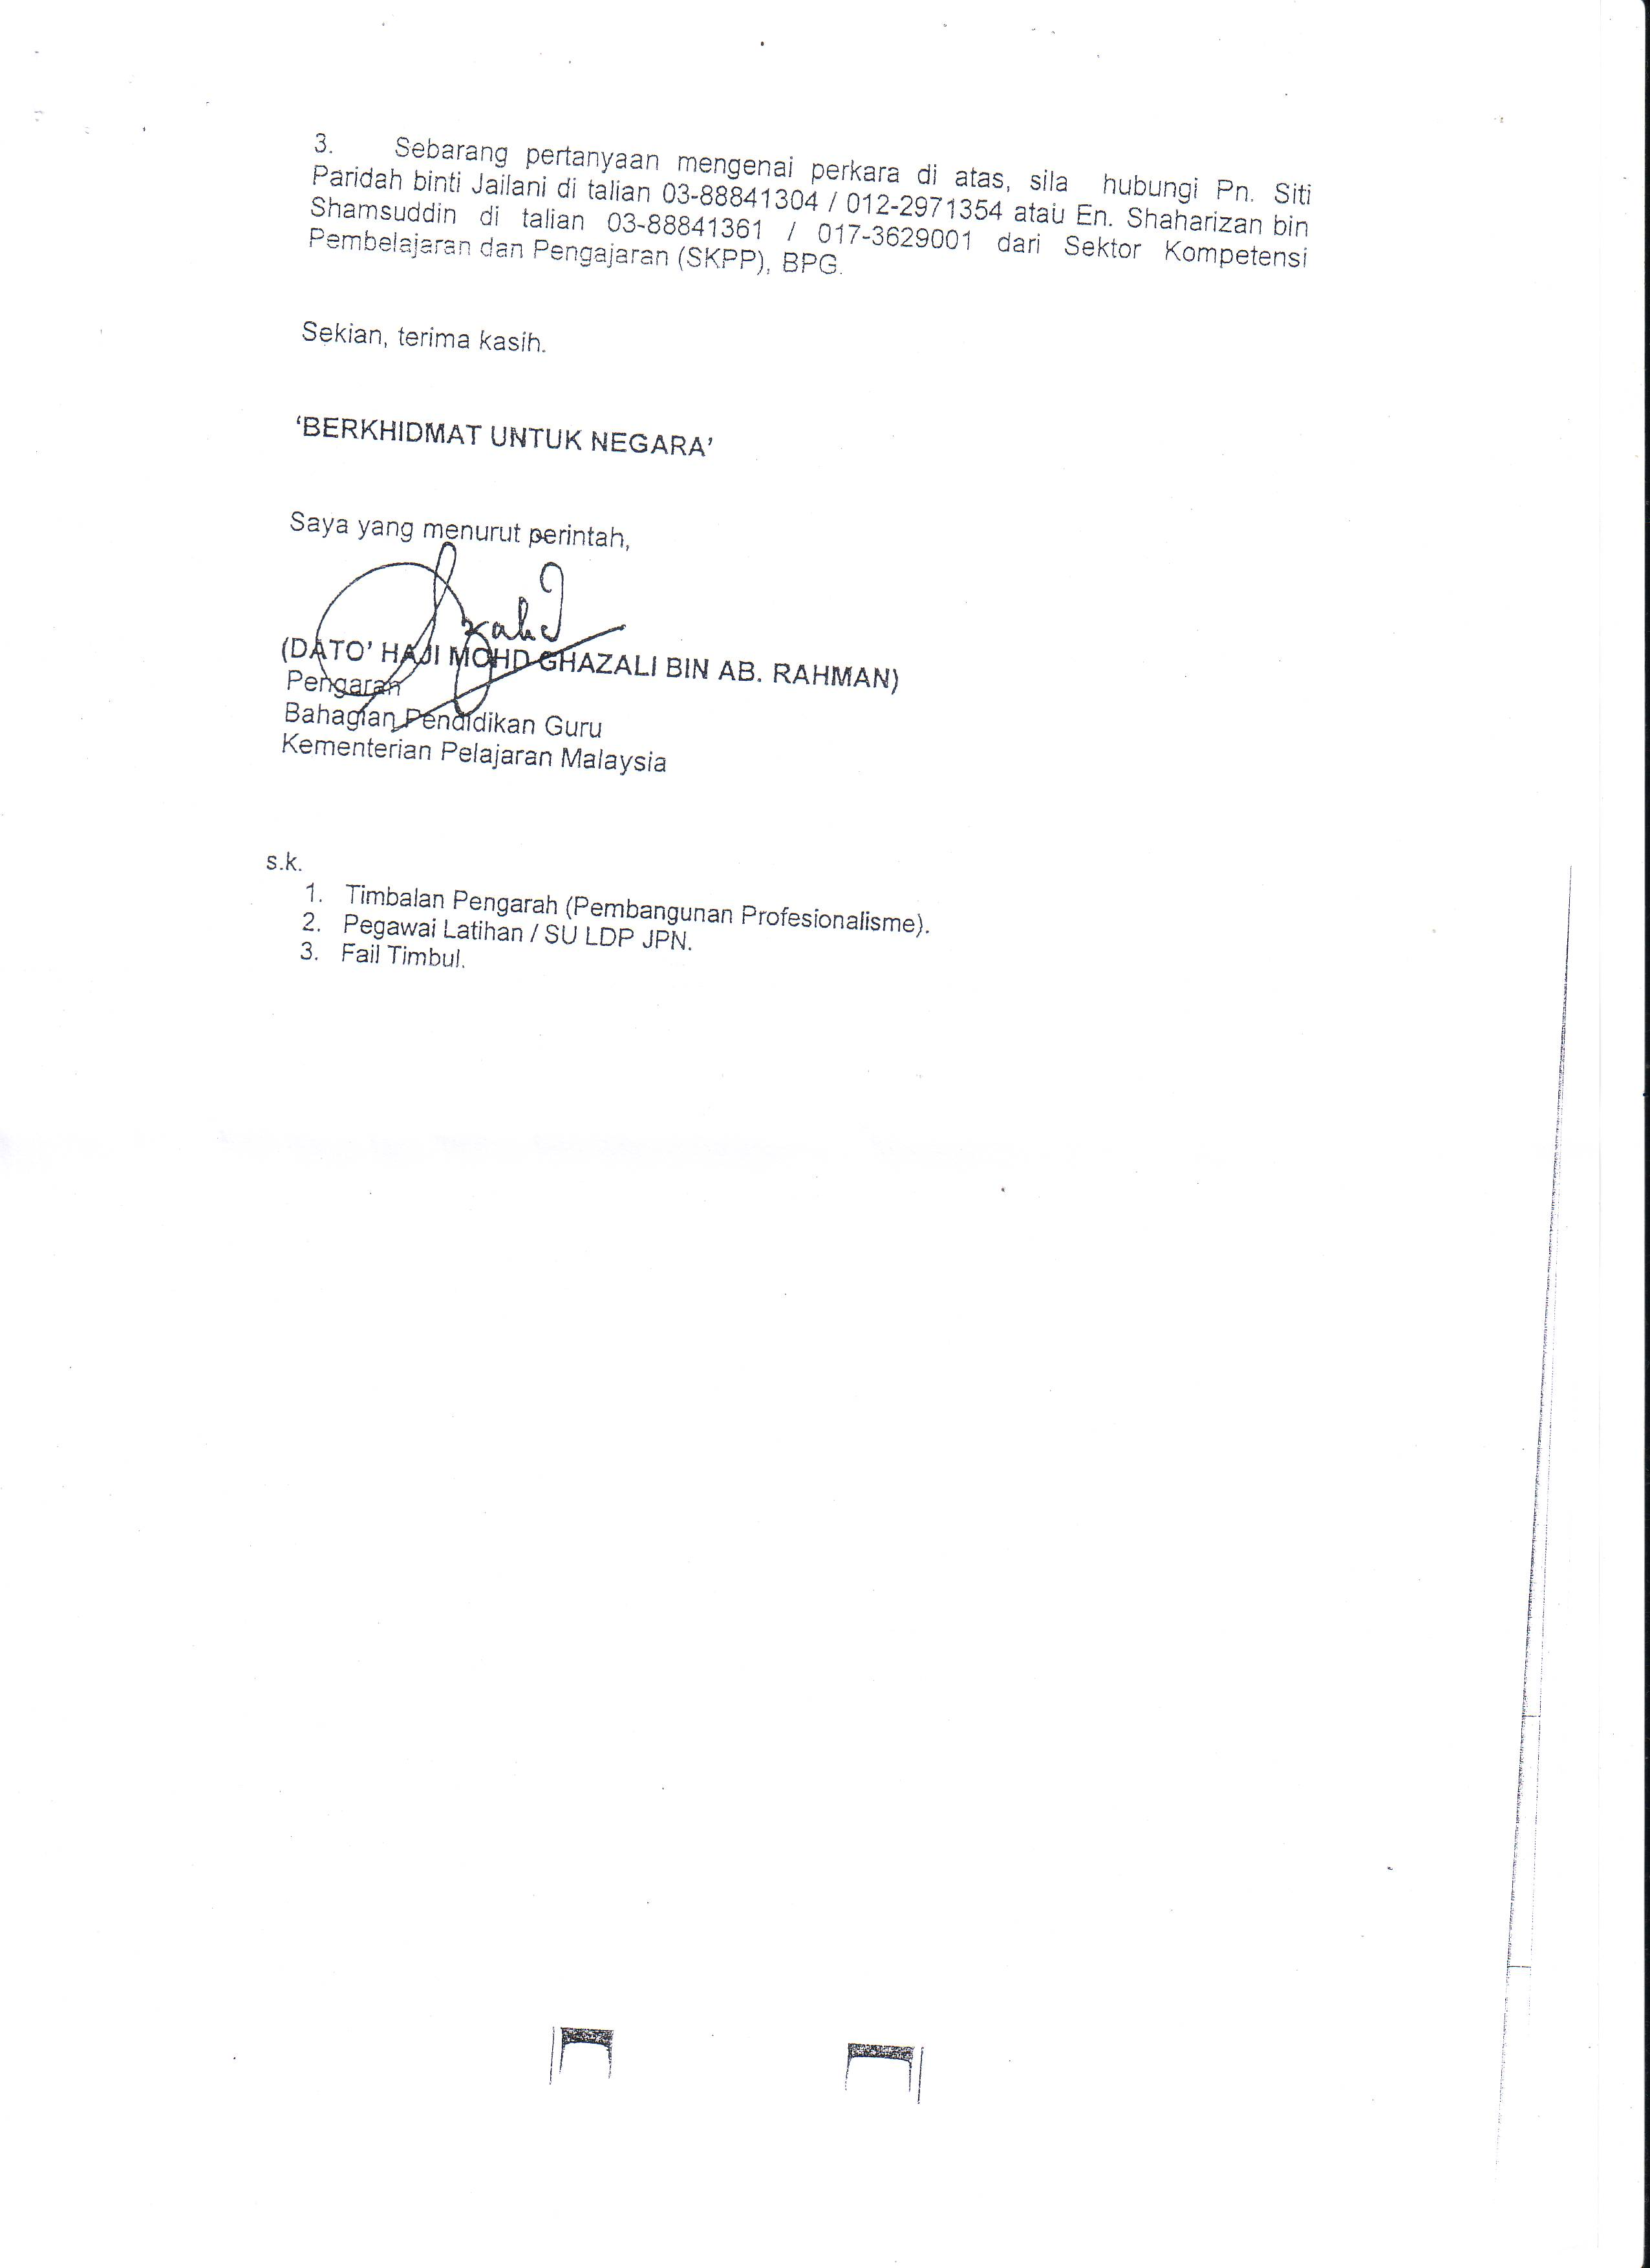 3. Sebarang pertanyaan mengenai perkara di atas, sila hubungi Pn. Siti
Paridah binti Jailani di talian 03-88841304 / 012-2971354 atau En. Shaharizan bin
Shamsuddin di talian 03-88841361 / 017-3629001 dari Sektor Kompetensi
Pembelajaran dan Pengajaran (SKPP), BPG.
Sekian, terima kasih.
‘BERKHIDMAT UNTUK NEGARA’
Saya yang menurut perintah,
(DATO’ HAJI MOHD GHAZALI BIN AB. RAHMAN)
Pengarah
Bahagian Pendidikan Guru
Kementerian Pelajaran Malaysia
s.k.
1. Timbalan Pengarah (Pembangunan Profesionalisme).
2. Pegawai Latihan / SU LDP JPN.
3. Fail Timbul.